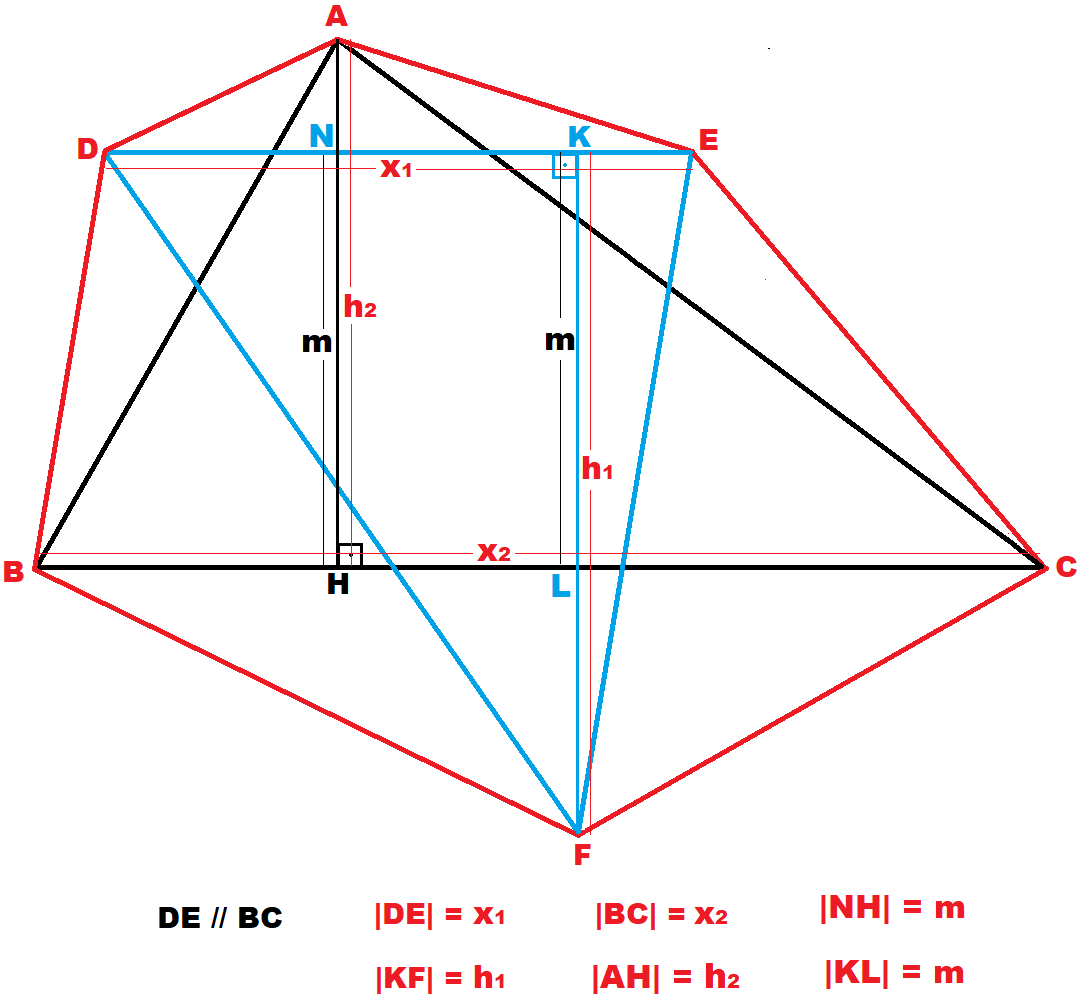 A
D
N
K
E
x₁
h₂
m
m
h₁
x₂
B
H
L
C
F
DE // BC
|DE| = x₁
|BC| = x₂
|NH| = m
|KF| = h₁
|AH| = h₂
|KL| = m